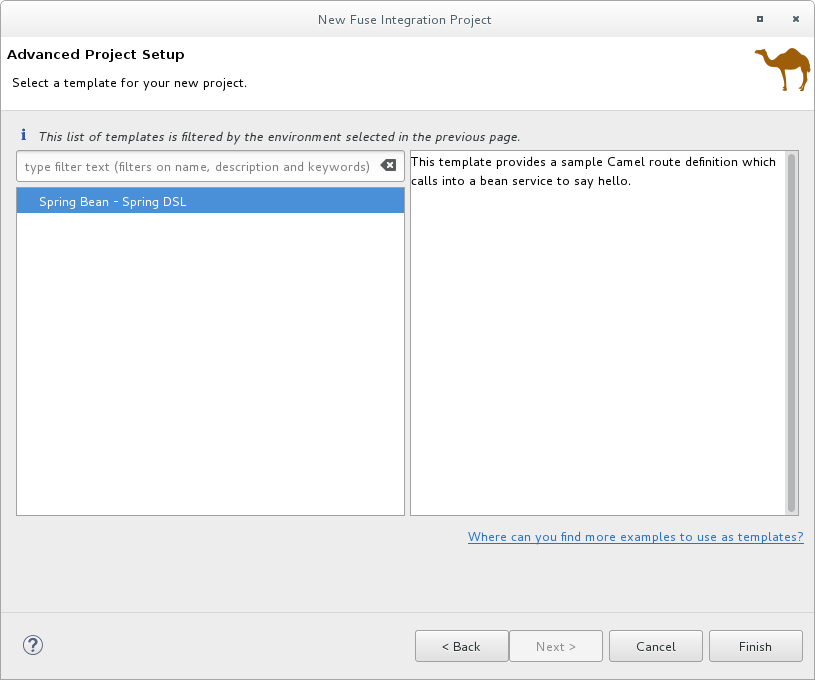 New Fuse Integration Project
Advanced Project Setup
Select a template for your new project.
This list of templates is filtered by the environment selected in the previous page.
type filter text (filters on name, description and keywords)
Spring Bean - Spring DSL
This template provides a sample Camel route definition which
calls into a bean service to say hello.
Where can you find more examples to use as templates?
< Back
Next >
Cancel
Finish